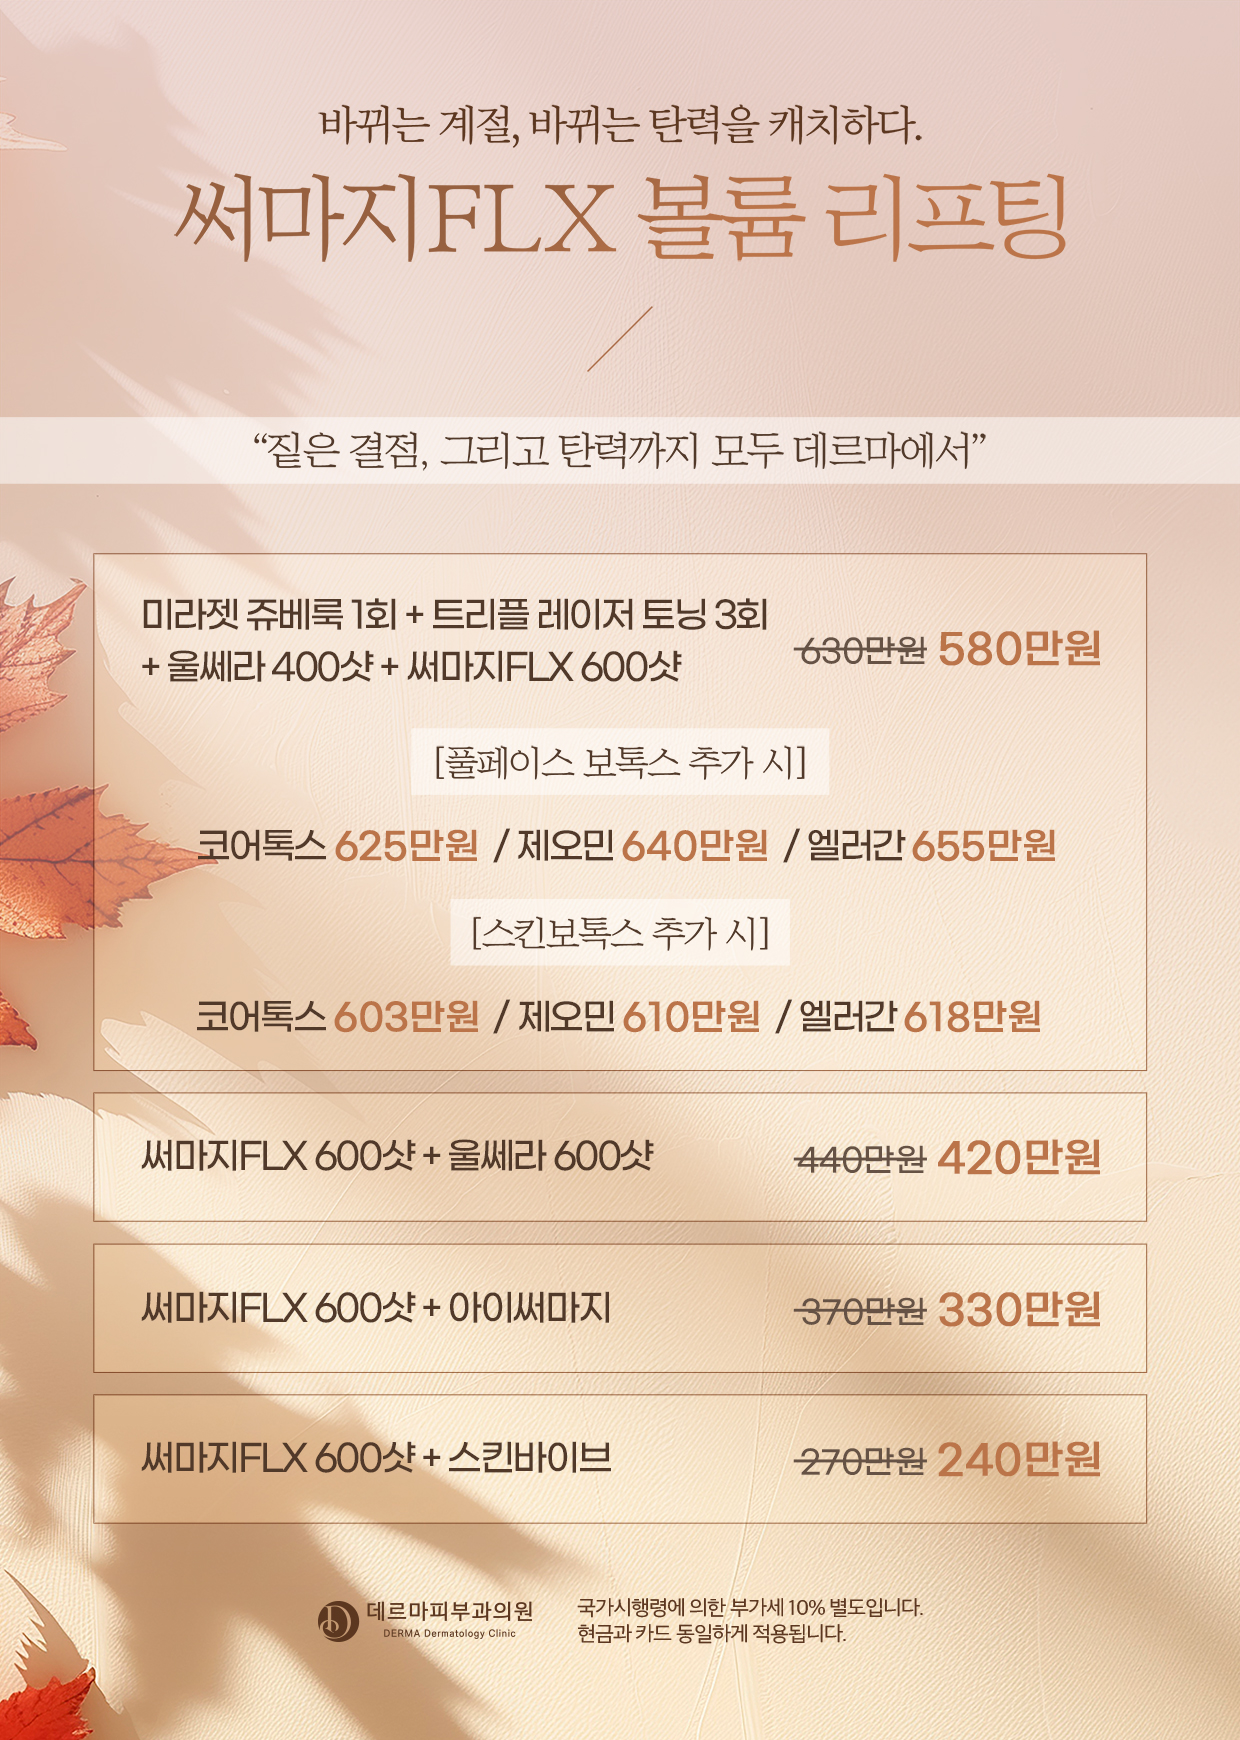 바뀌는 계절, 바뀌는 탄력을 캐치하다.
써마지FLX 볼륨 리프팅
“짙은 결점, 그리고 탄력까지 모두 데르마에서”
미라젯 쥬베룩 1회 + 트리플 레이저 토닝 3회
+ 울쎄라 400샷 + 써마지FLX 600샷
630만원 580만원
[풀페이스 보톡스 추가 시]
코어톡스 625만원 / 제오민 640만원 / 엘러간 655만원
[스킨보톡스 추가 시]
코어톡스 603만원 / 제오민 610만원 / 엘러간 618만원
써마지FLX 600샷 + 울쎄라 600샷 440만원 420만원
써마지FLX 600샷 + 아이써마지 370만원 330만원
써마지FLX 600샷 + 스킨바이브 270만원 240만원
데르마피부과의원
DERMA Dermatology Clinic
국가시행령에 의한 부가세 10% 별도입니다.
현금과 카드 동일하게 적용됩니다.